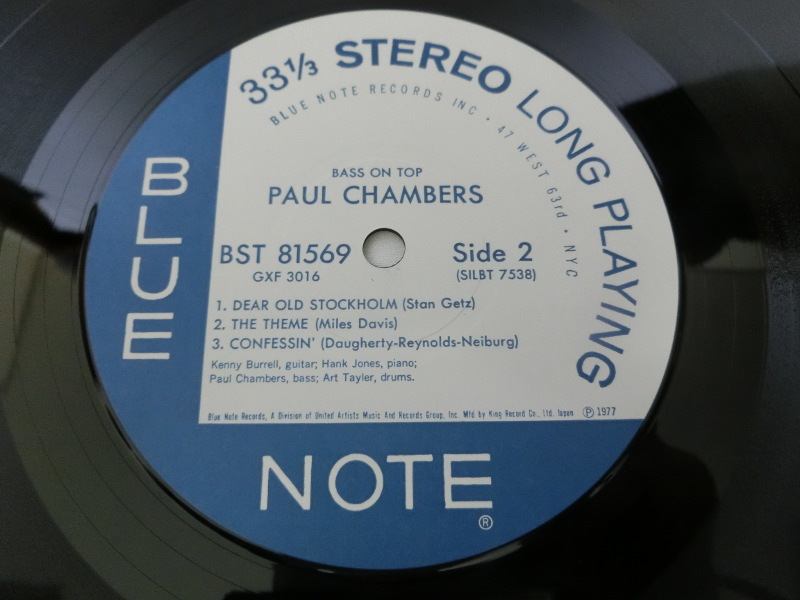 33⅓ STEREO LONG PLAYING
BLUE NOTE RECORDS INC • 47 WEST 63rd • NYC
BASS ON TOP
PAUL CHAMBERS
BST 81569 Side 2
GXF 3016 (SILBT 7538)
1. DEAR OLD STOCKHOLM (Stan Getz)
2. THE THEME (Miles Davis)
3. CONFESSIN' (Daugherty-Reynolds-Neiburg)
Kenny Burrell, guitar; Hank Jones, piano;
Paul Chambers, bass; Art Tayler, drums.
Blue Note Records, A Division of United Artists Music And Records Group, Inc. Mfd by King Record Co., Ltd. Japan ℗ 1977
BLUE
NOTE®